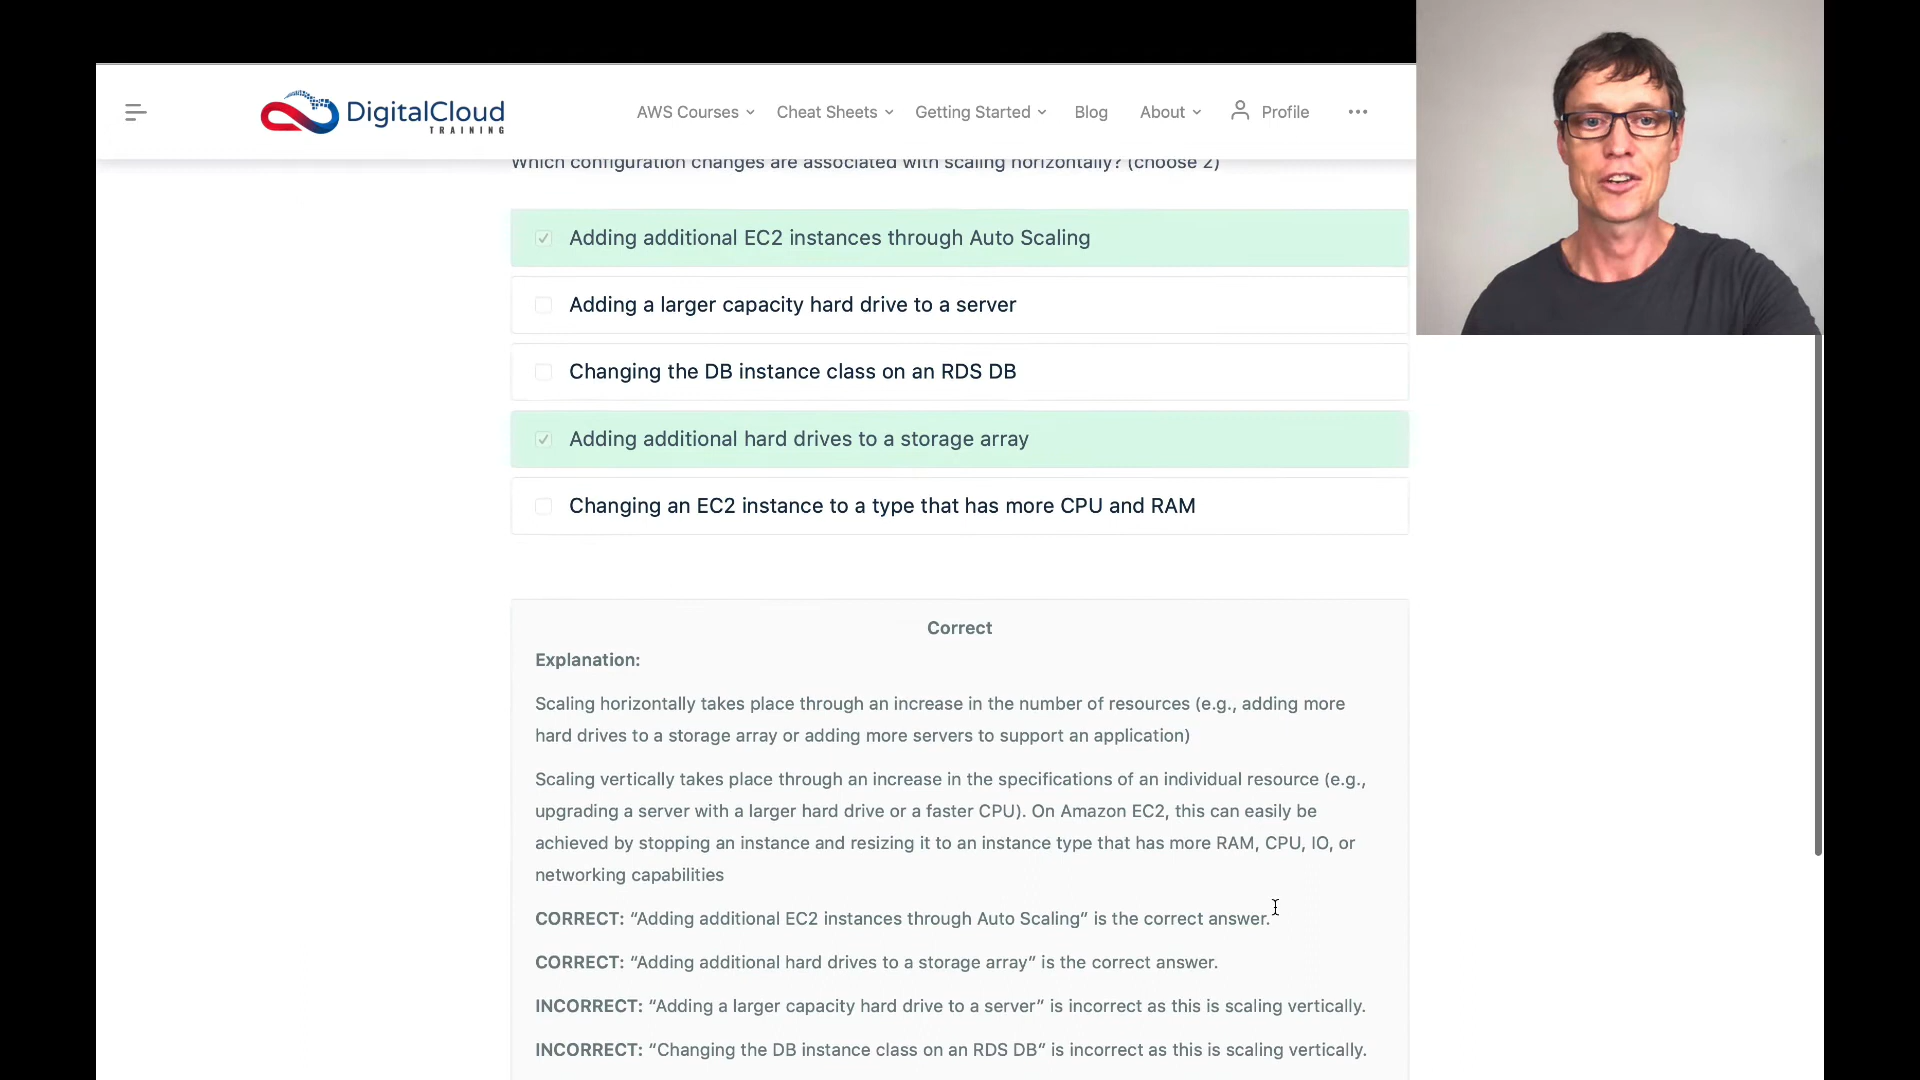 DigitalCloud
TRAINING
AWS Courses
Cheat Sheets
Getting Started
Blog
About
Profile
Which configuration changes are associated with scaling horizontally? (choose 2)
Adding additional EC2 instances through Auto Scaling
Adding a larger capacity hard drive to a server
Changing the DB instance class on an RDS DB
Adding additional hard drives to a storage array
Changing an EC2 instance to a type that has more CPU and RAM
Correct
Explanation:
Scaling horizontally takes place through an increase in the number of resources (e.g., adding more
hard drives to a storage array or adding more servers to support an application)
Scaling vertically takes place through an increase in the specifications of an individual resource (e.g.,
upgrading a server with a larger hard drive or a faster CPU). On Amazon EC2, this can easily be
achieved by stopping an instance and resizing it to an instance type that has more RAM, CPU, IO, or
networking capabilities
CORRECT: “Adding additional EC2 instances through Auto Scaling” is the correct answer.
CORRECT: “Adding additional hard drives to a storage array” is the correct answer.
INCORRECT: “Adding a larger capacity hard drive to a server” is incorrect as this is scaling vertically.
INCORRECT: “Changing the DB instance class on an RDS DB” is incorrect as this is scaling vertically.